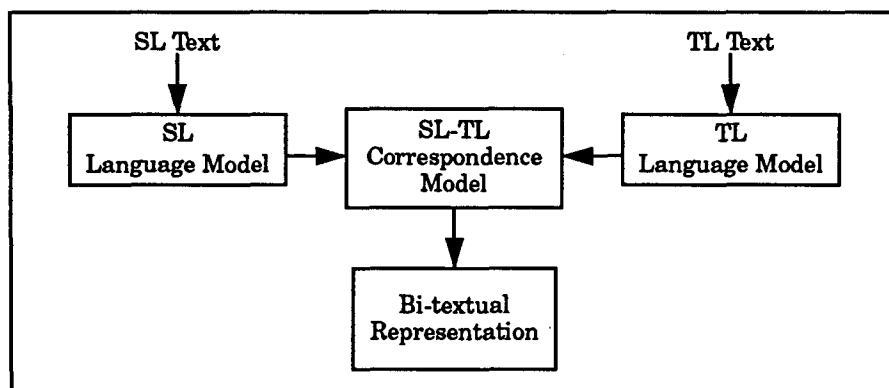 SL Text
TL Text
SL
Language Model
SL-TL
Correspondence
Model
TL
Language Model
Bi-textual
Representation